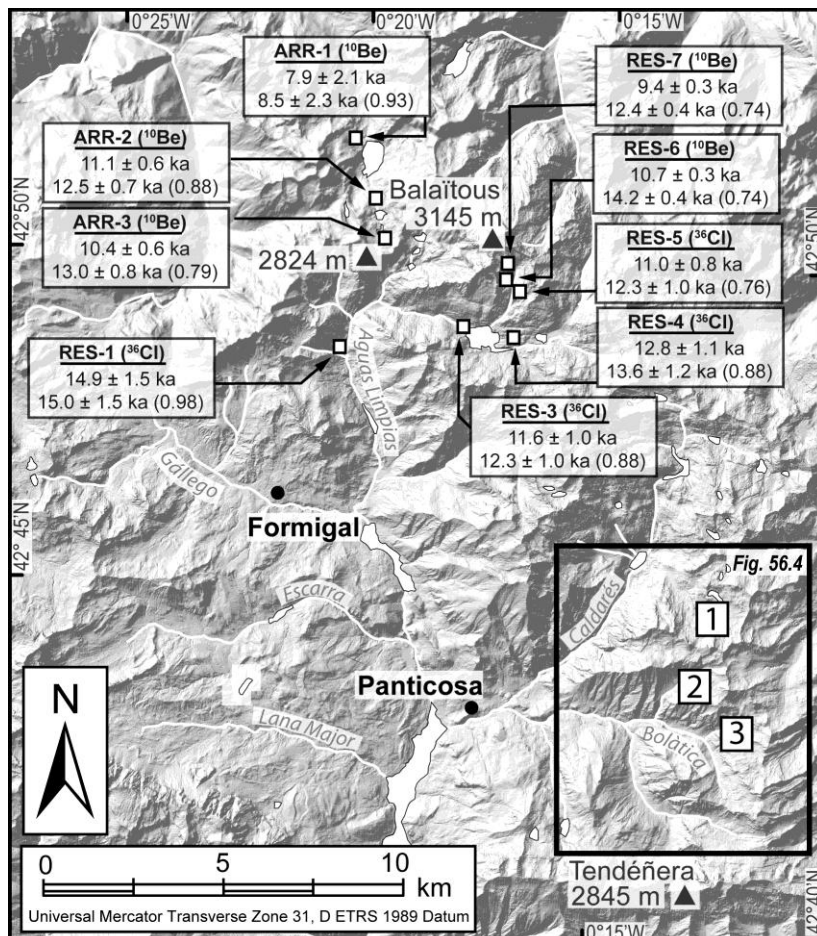 0°25'W
0°20'W
0°15'W
ARR-1 (¹⁰Be)
7.9 ± 2.1 ka
8.5 ± 2.3 ka (0.93)
RES-7 (¹⁰Be)
9.4 ± 0.3 ka
12.4 ± 0.4 ka (0.74)
ARR-2 (¹⁰Be)
11.1 ± 0.6 ka
12.5 ± 0.7 ka (0.88)
RES-6 (¹⁰Be)
10.7 ± 0.3 ka
14.2 ± 0.4 ka (0.74)
Balaïtous
3145 m
ARR-3 (¹⁰Be)
10.4 ± 0.6 ka
13.0 ± 0.8 ka (0.79)
2824 m
RES-5 (³⁶Cl)
11.0 ± 0.8 ka
12.3 ± 1.0 ka (0.76)
42°50'N
42°50'N
RES-4 (³⁶Cl)
12.8 ± 1.1 ka
13.6 ± 1.2 ka (0.88)
RES-1 (³⁶Cl)
14.9 ± 1.5 ka
15.0 ± 1.5 ka (0.98)
Aguas Limpias
RES-3 (³⁶Cl)
11.6 ± 1.0 ka
12.3 ± 1.0 ka (0.88)
Gállego
Formigal
42° 45'N
Fig. 56.4
Escarra
Caldarés
1
Panticosa
2
Lana Major
3
Bolàtica
N
0 5 10
km
Universal Mercator Transverse Zone 31, D ETRS 1989 Datum
Tendéñera
2845 m
42°40'N
0°15'W